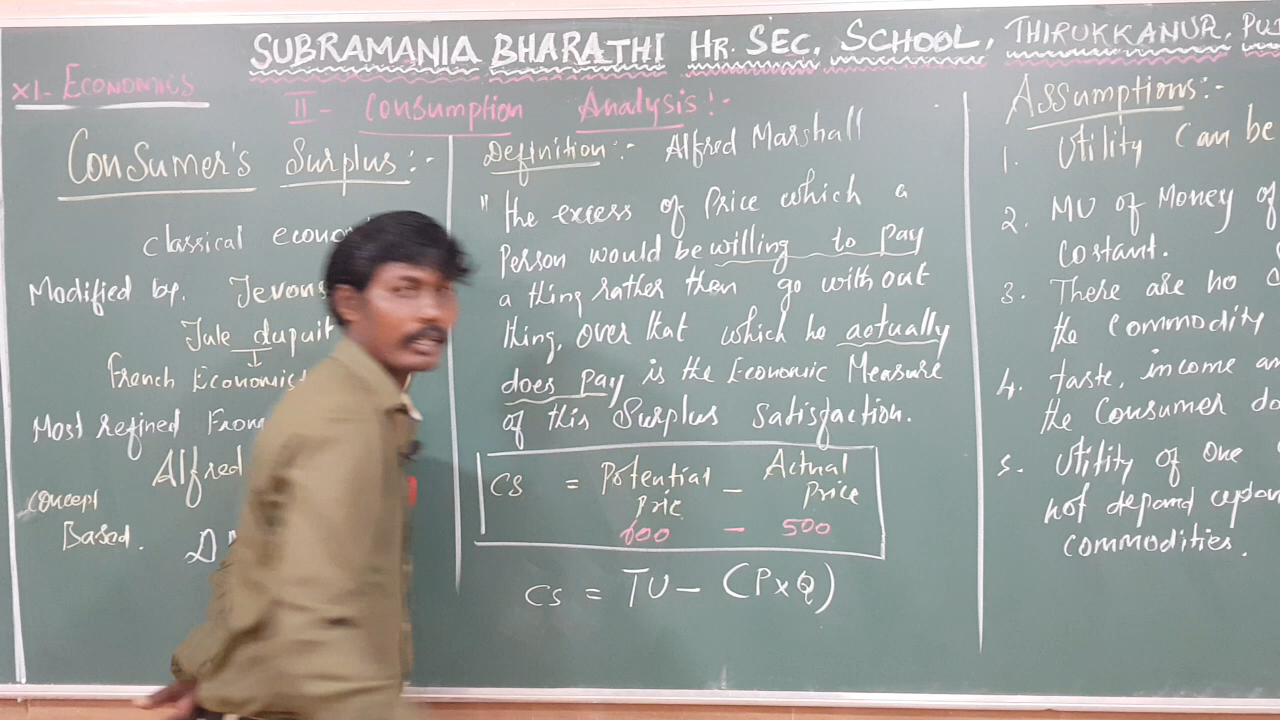 SUBRAMANIA BHARATHI HR. SEC. SCHOOL, THIRUKKANUR,
XI - ECONOMICS
II - Consumption Analysis!-
Consumer's Surplus:-
classical
Modified by. Jevons
Jule dupuit
French Economist
Most refined From
Alfred
Concept
Based.
Definition:- Alfred Marshall
"the excess of Price which a
Person would be willing to Pay
a thing rather then go with out
thing, over that which he actually
does pay is the Economic Measure
of this Surplus Satisfaction.
CS = Potential Pric - Actual Price
600 - 500
CS = TU - (P×Q)
Assumptions:-
1. Utility Can be
2. MU of Money of
Costant.
3. There are no
the Commodity
4. taste, income
the Consumer
5. Utility of One
not depend upon
commodities.